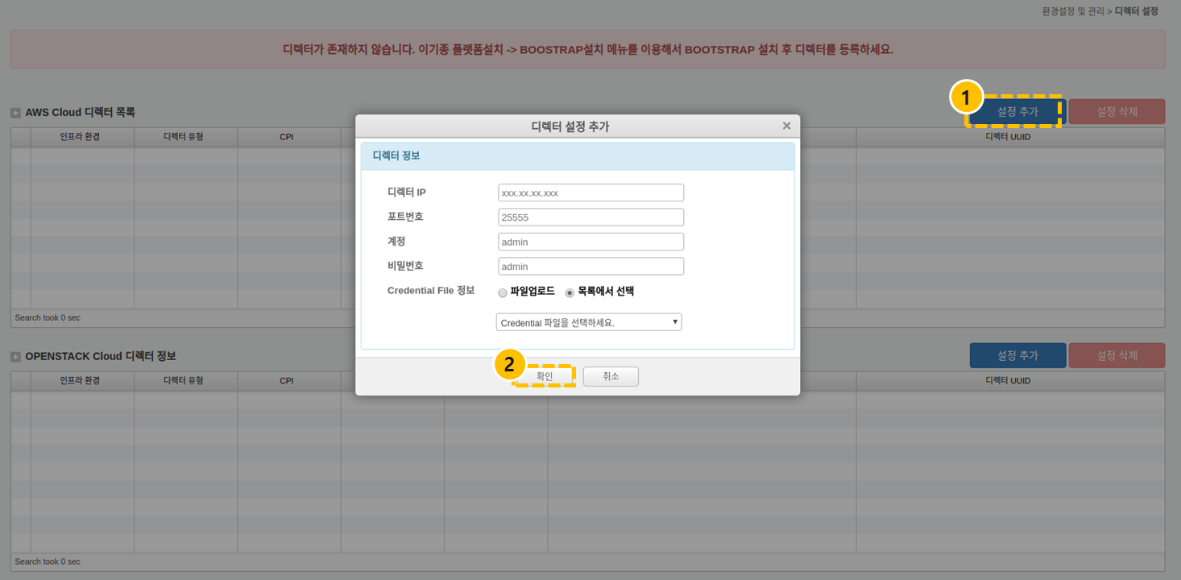 환경설정 및 관리 > 디렉터 설정
디렉터가 존재하지 않습니다. 이기종 플랫폼설치 -> BOOSTRAP설치 메뉴를 이용해서 BOOTSTRAP 설치 후 디렉터를 등록하세요.
AWS Cloud 디렉터 목록
1
설정 추가
설정 삭제
인프라 환경
디렉터 유형
CPI
디렉터 UUID
디렉터 설정 추가
×
디렉터 정보
디렉터 IP
xxx.xx.xx.xxx
포트번호
25555
계정
admin
비밀번호
admin
Credential File 정보
파일업로드
목록에서 선택
Credential 파일을 선택하세요.
2
확인
취소
Search took 0 sec
OPENSTACK Cloud 디렉터 정보
설정 추가
설정 삭제
인프라 환경
디렉터 유형
CPI
디렉터 UUID
Search took 0 sec